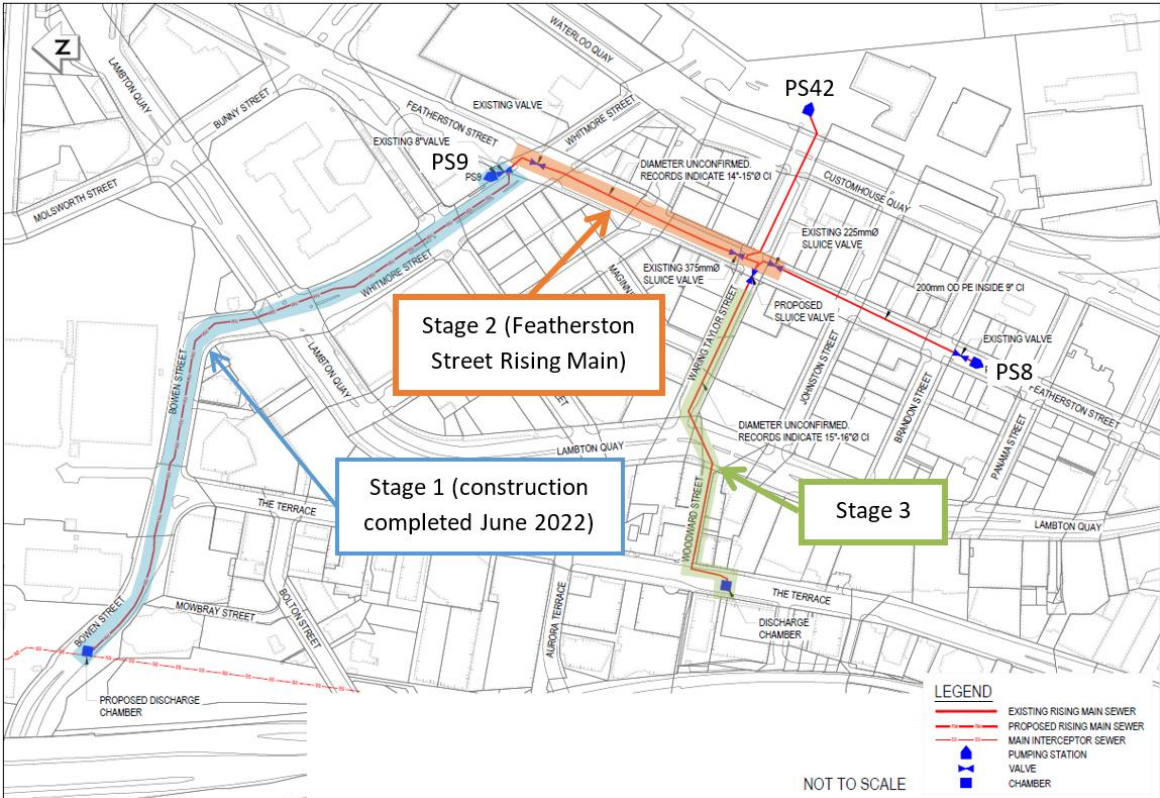 Z
LAMBTON QUAY
BUNNY STREET
MOLSWORTH STREET
WATERLOO QUAY
FEATHERSTON STREET
EXISTING VALVE
WHITMORE STREET
EXISTING 8"VALVE
PS9
PS9
PS42
DIAMETER UNCONFIRMED.
RECORDS INDICATE 14"-15"Ø CI
CUSTOMHOUSE QUAY
EXISTING 225mmØ
SLUICE VALVE
WHITMORE STREET
EXISTING 375mmØ
SLUICE VALVE
200mm OD PE INSIDE 9" CI
PROPOSED
SLUICE VALVE
EXISTING VALVE
PS8
FEATHERSTON STREET
Stage 2 (Featherston
Street Rising Main)
WARING TAYLOR STREET
JOHNSTON STREET
BRANDON STREET
PANAMA STREET
BOWEN STREET
LAMBTON QUAY
DIAMETER UNCONFIRMED.
RECORDS INDICATE 15"-16"Ø CI
LAMBTON QUAY
Stage 1 (construction
completed June 2022)
Stage 3
THE TERRACE
WOODWARD STREET
LAMBTON QUAY
MOWBRAY STREET
BOLTON STREET
AURORA TERRACE
THE TERRACE
BOWEN STREET
DISCHARGE
CHAMBER
PROPOSED DISCHARGE
CHAMBER
LEGEND
EXISTING RISING MAIN SEWER
PROPOSED RISING MAIN SEWER
MAIN INTERCEPTOR SEWER
PUMPING STATION
VALVE
CHAMBER
NOT TO SCALE